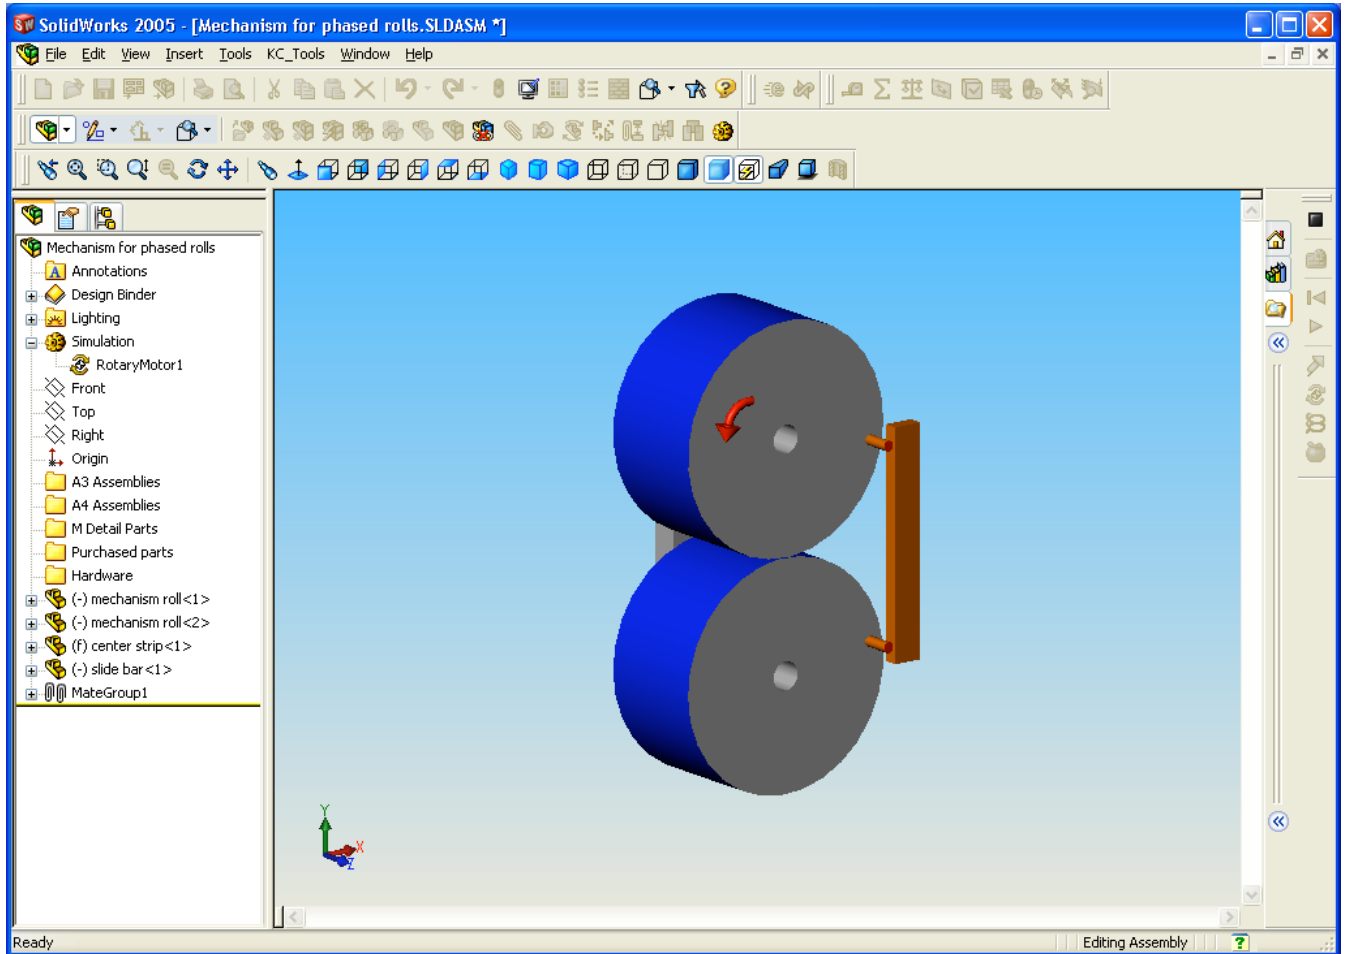 SolidWorks 2005 - [Mechanism for phased rolls.SLDASM *]
File Edit View Insert Tools KC_Tools Window Help
Mechanism for phased rolls
A Annotations
Design Binder
Lighting
Simulation
RotaryMotor1
Front
Top
Right
Origin
A3 Assemblies
A4 Assemblies
M Detail Parts
Purchased parts
Hardware
(-) mechanism roll<1>
(-) mechanism roll<2>
(f) center strip<1>
(-) slide bar<1>
MateGroup1
Y
X
Z
Ready
Editing Assembly